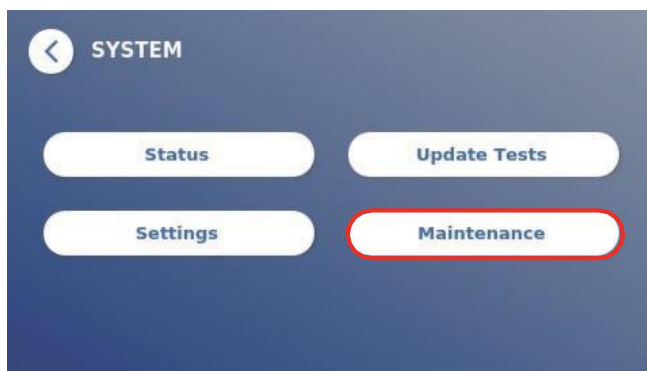 SYSTEM
Status
Update Tests
Settings
Maintenance